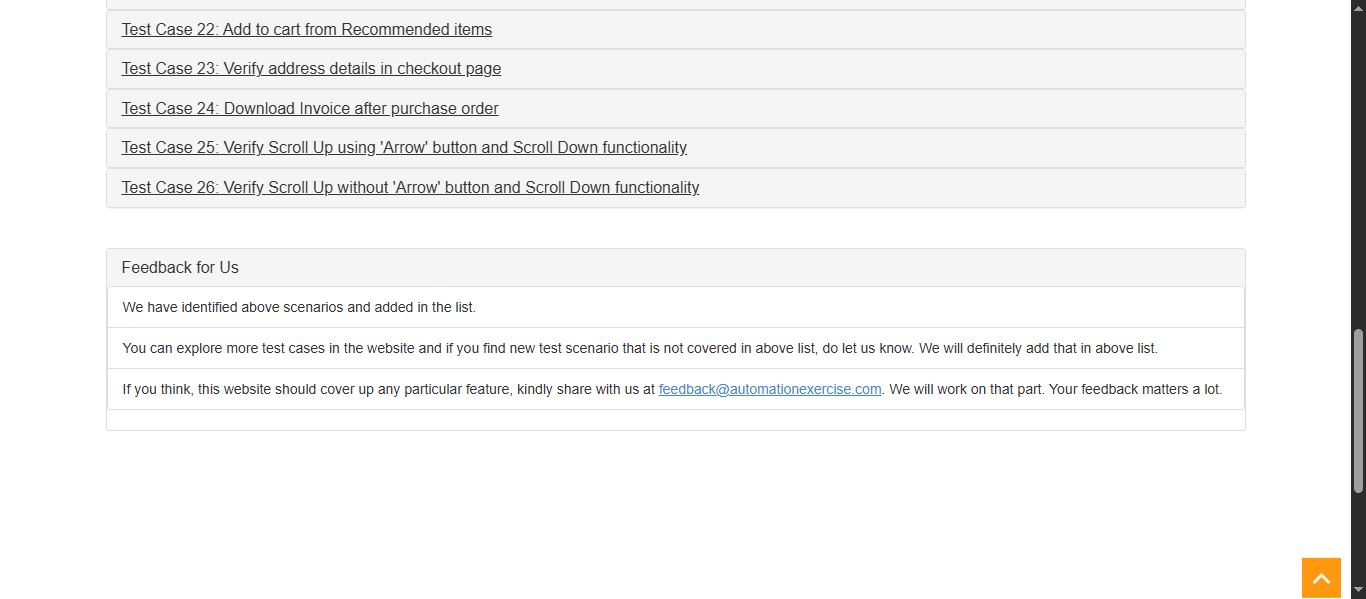 Test Case 22: Add to cart from Recommended items
Test Case 23: Verify address details in checkout page
Test Case 24: Download Invoice after purchase order
Test Case 25: Verify Scroll Up using 'Arrow' button and Scroll Down functionality
Test Case 26: Verify Scroll Up without 'Arrow' button and Scroll Down functionality
Feedback for Us
We have identified above scenarios and added in the list.
You can explore more test cases in the website and if you find new test scenario that is not covered in above list, do let us know. We will definitely add that in above list.
If you think, this website should cover up any particular feature, kindly share with us at feedback@automationexercise.com. We will work on that part. Your feedback matters a lot.